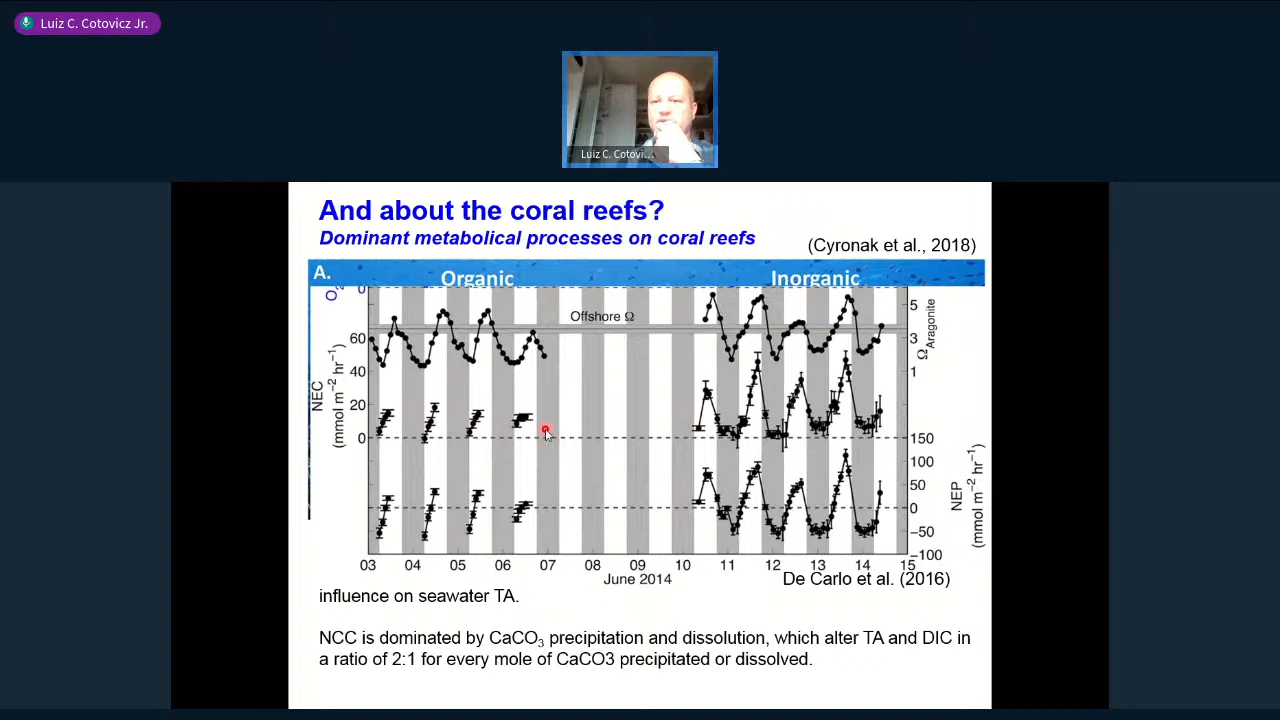 Luiz C. Cotovicz Jr.
Luiz C. Cotovi...
And about the coral reefs?
Dominant metabolical processes on coral reefs
(Cyronak et al., 2018)
A.
Organic
Inorganic
O₂
0
60
40
20
0
NEC
(mmol m⁻² hr⁻¹)
Offshore Ω
5
3
1
Ω Aragonite
150
100
50
0
−50
−100
NEP
(mmol m⁻² hr⁻¹)
03 04 05 06 07 08 09 10 11 12 13 14 15
June 2014
De Carlo et al. (2016)
influence on seawater TA.
NCC is dominated by CaCO₃ precipitation and dissolution, which alter TA and DIC in
a ratio of 2:1 for every mole of CaCO3 precipitated or dissolved.